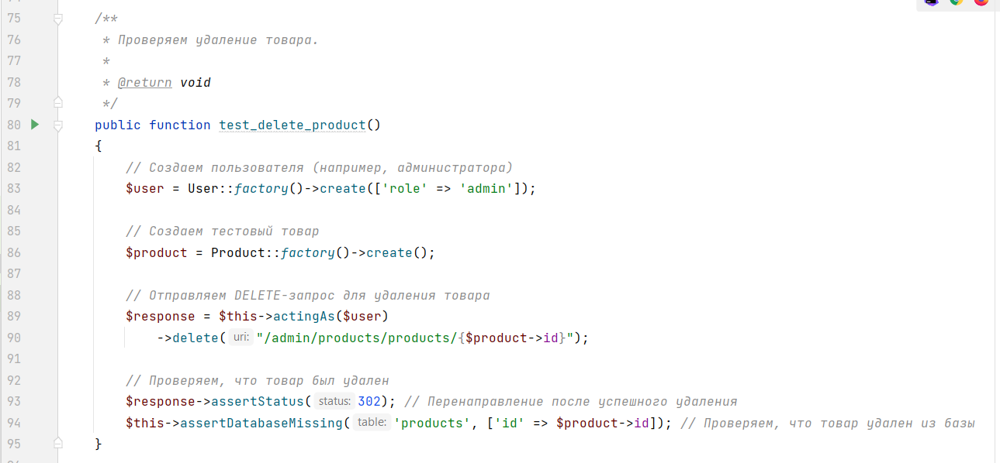 75 /**
76 * Проверяем удаление товара.
77 *
78 * @return void
79 */
80 public function test_delete_product()
81 {
82 // Создаем пользователя (например, администратора)
83 $user = User::factory()->create(['role' => 'admin']);
84
85 // Создаем тестовый товар
86 $product = Product::factory()->create();
87
88 // Отправляем DELETE-запрос для удаления товара
89 $response = $this->actingAs($user)
90 ->delete( uri: "/admin/products/products/{$product->id}");
91
92 // Проверяем, что товар был удален
93 $response->assertStatus( status: 302); // Перенаправление после успешного удаления
94 $this->assertDatabaseMissing( table: 'products', ['id' => $product->id]); // Проверяем, что товар удален из базы
95 }